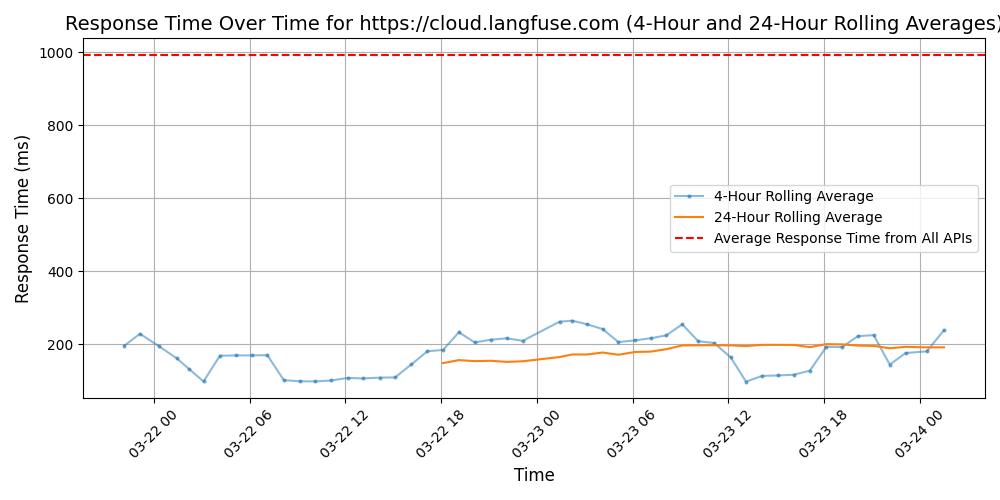 Response Time Over Time for https://cloud.langfuse.com (4-Hour and 24-Hour Rolling Averages)
Response Time (ms)
1000
800
600
400
200
4-Hour Rolling Average
24-Hour Rolling Average
Average Response Time from All APIs
03-22 00
03-22 06
03-22 12
03-22 18
03-23 00
03-23 06
03-23 12
03-23 18
03-24 00
Time